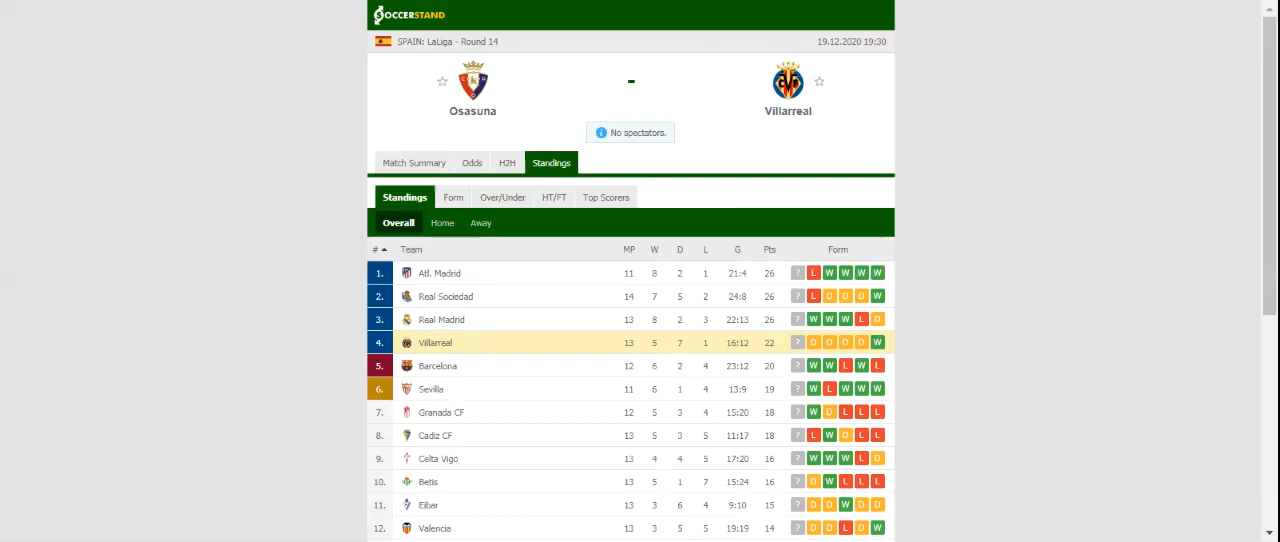 SOCCERSTAND
SPAIN: LaLiga - Round 14 19.12.2020 19:30
-
Osasuna Villarreal
No spectators.
Match Summary Odds H2H Standings
Standings Form Over/Under HT/FT Top Scorers
Overall Home Away
# Team MP W D L G Pts Form
1. Atl. Madrid 11 8 2 1 21:4 26 ? L W W W W
2. Real Sociedad 14 7 5 2 24:8 26 ? L D D D W
3. Real Madrid 13 8 2 3 22:13 26 ? W W W L D
4. Villarreal 13 5 7 1 16:12 22 ? D D D D W
5. Barcelona 12 6 2 4 23:12 20 ? W W L W L
6. Sevilla 11 6 1 4 13:9 19 ? W L W W W
7. Granada CF 12 5 3 4 15:20 18 ? W D L L L
8. Cadiz CF 13 5 3 5 11:17 18 ? L W D L L
9. Celta Vigo 13 4 4 5 17:20 16 ? W W W L D
10. Betis 13 5 1 7 15:24 16 ? D W L L L
11. Eibar 13 3 6 4 9:10 15 ? D D W D D
12. Valencia 13 3 5 5 19:19 14 ? D D L D W